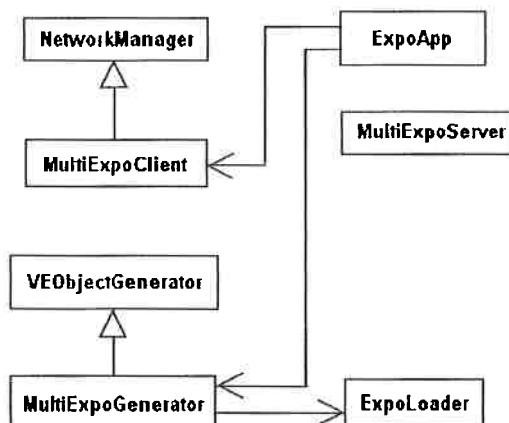 NetworkManager
ExpoApp
MultiExpoServer
MultiExpoClient
VEObjectGenerator
MultiExpoGenerator
ExpoLoader